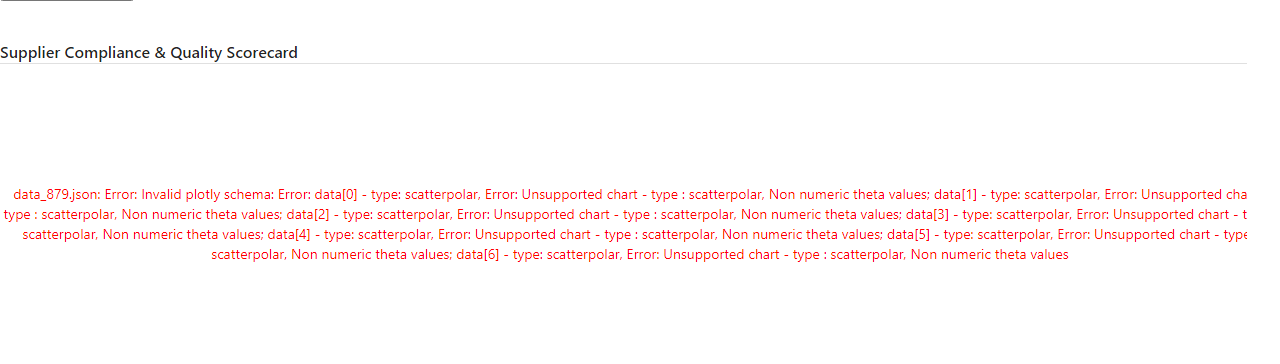 Supplier Compliance & Quality Scorecard
data_879.json: Error: Invalid plotly schema: Error: data[0] - type: scatterpolar, Error: Unsupported chart - type : scatterpolar, Non numeric theta values; data[1] - type: scatterpolar, Error: Unsupported cha
type : scatterpolar, Non numeric theta values; data[2] - type: scatterpolar, Error: Unsupported chart - type : scatterpolar, Non numeric theta values; data[3] - type: scatterpolar, Error: Unsupported chart - t
scatterpolar, Non numeric theta values; data[4] - type: scatterpolar, Error: Unsupported chart - type : scatterpolar, Non numeric theta values; data[5] - type: scatterpolar, Error: Unsupported chart - type
scatterpolar, Non numeric theta values; data[6] - type: scatterpolar, Error: Unsupported chart - type : scatterpolar, Non numeric theta values